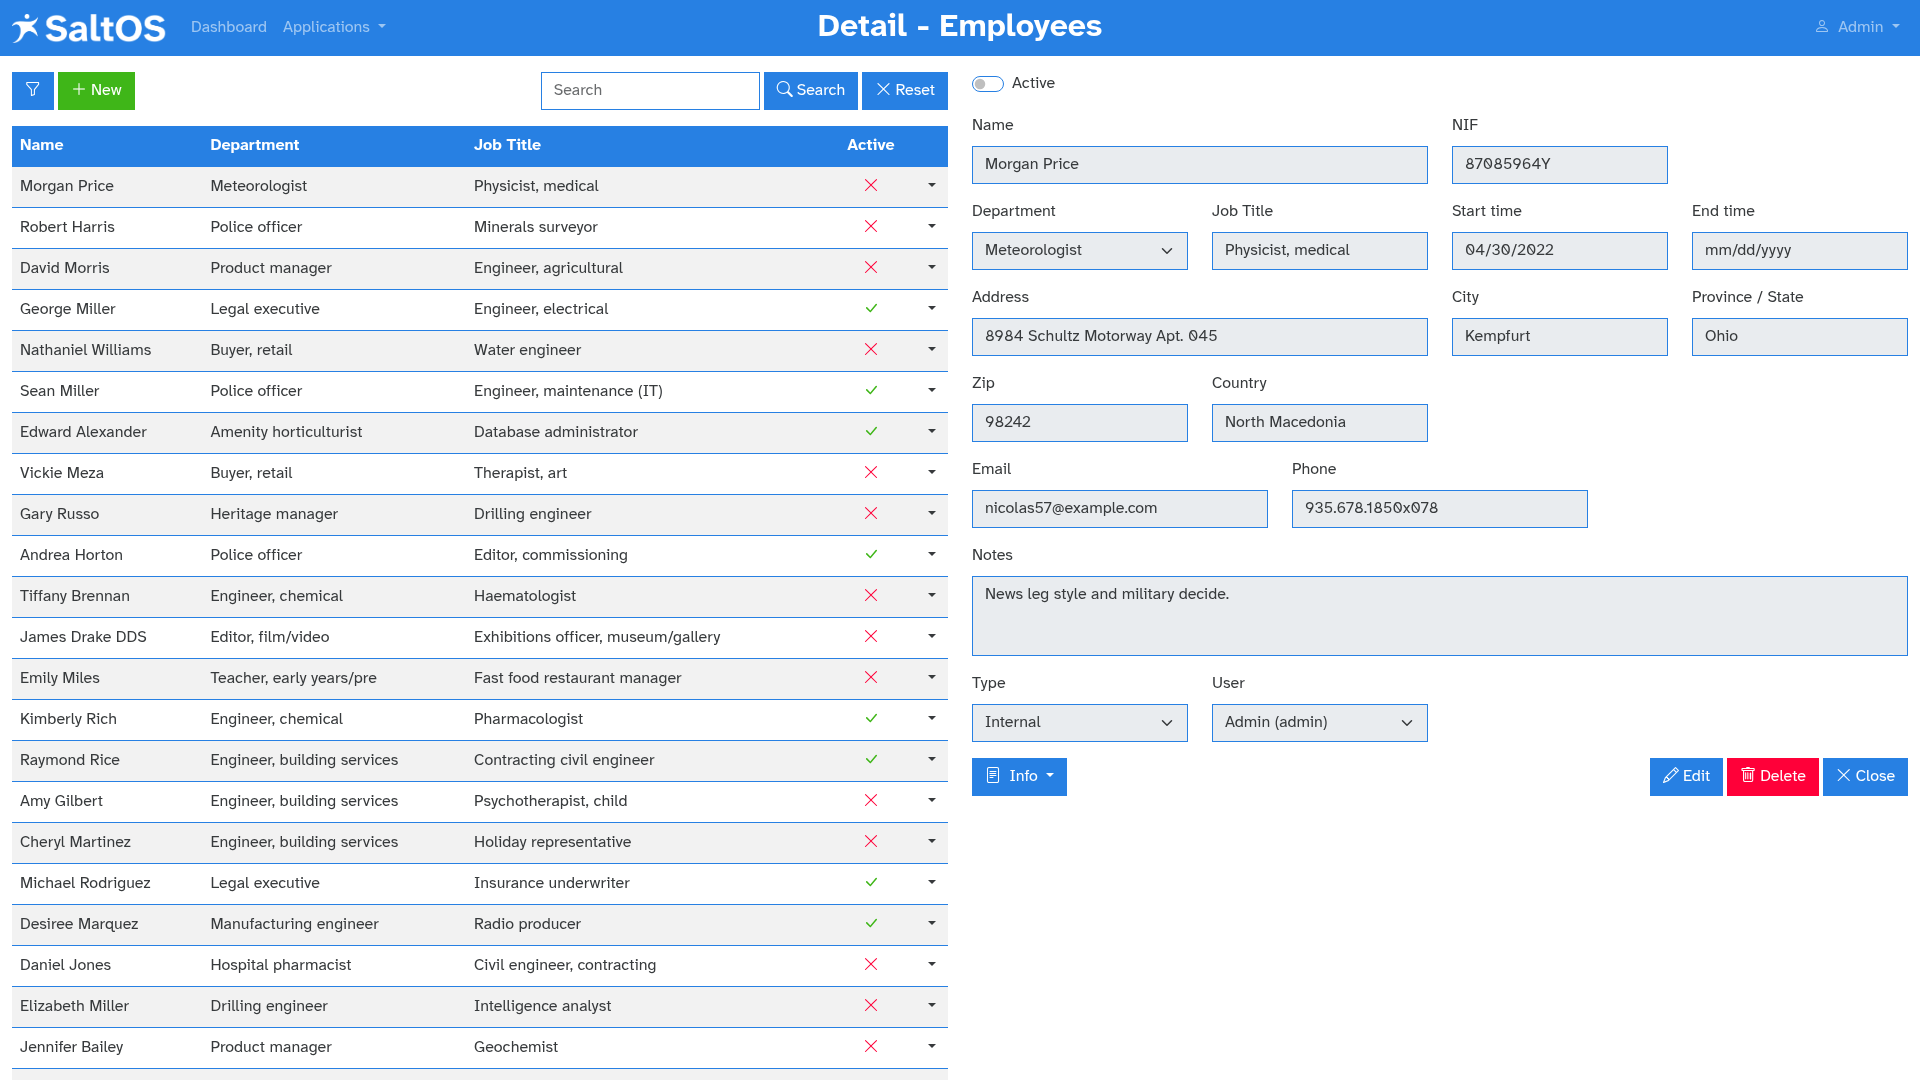 SaltOS Dashboard Applications Detail - Employees Admin
New Search Search Reset
Name Department Job Title Active
Morgan Price Meteorologist Physicist, medical
Robert Harris Police officer Minerals surveyor
David Morris Product manager Engineer, agricultural
George Miller Legal executive Engineer, electrical
Nathaniel Williams Buyer, retail Water engineer
Sean Miller Police officer Engineer, maintenance (IT)
Edward Alexander Amenity horticulturist Database administrator
Vickie Meza Buyer, retail Therapist, art
Gary Russo Heritage manager Drilling engineer
Andrea Horton Police officer Editor, commissioning
Tiffany Brennan Engineer, chemical Haematologist
James Drake DDS Editor, film/video Exhibitions officer, museum/gallery
Emily Miles Teacher, early years/pre Fast food restaurant manager
Kimberly Rich Engineer, chemical Pharmacologist
Raymond Rice Engineer, building services Contracting civil engineer
Amy Gilbert Engineer, building services Psychotherapist, child
Cheryl Martinez Engineer, building services Holiday representative
Michael Rodriguez Legal executive Insurance underwriter
Desiree Marquez Manufacturing engineer Radio producer
Daniel Jones Hospital pharmacist Civil engineer, contracting
Elizabeth Miller Drilling engineer Intelligence analyst
Jennifer Bailey Product manager Geochemist
Active
Name NIF
Morgan Price 87085964Y
Department Job Title Start time End time
Meteorologist Physicist, medical 04/30/2022 mm/dd/yyyy
Address City Province / State
8984 Schultz Motorway Apt. 045 Kempfurt Ohio
Zip Country
98242 North Macedonia
Email Phone
nicolas57@example.com 935.678.1850x078
Notes
News leg style and military decide.
Type User
Internal Admin (admin)
Info Edit Delete Close